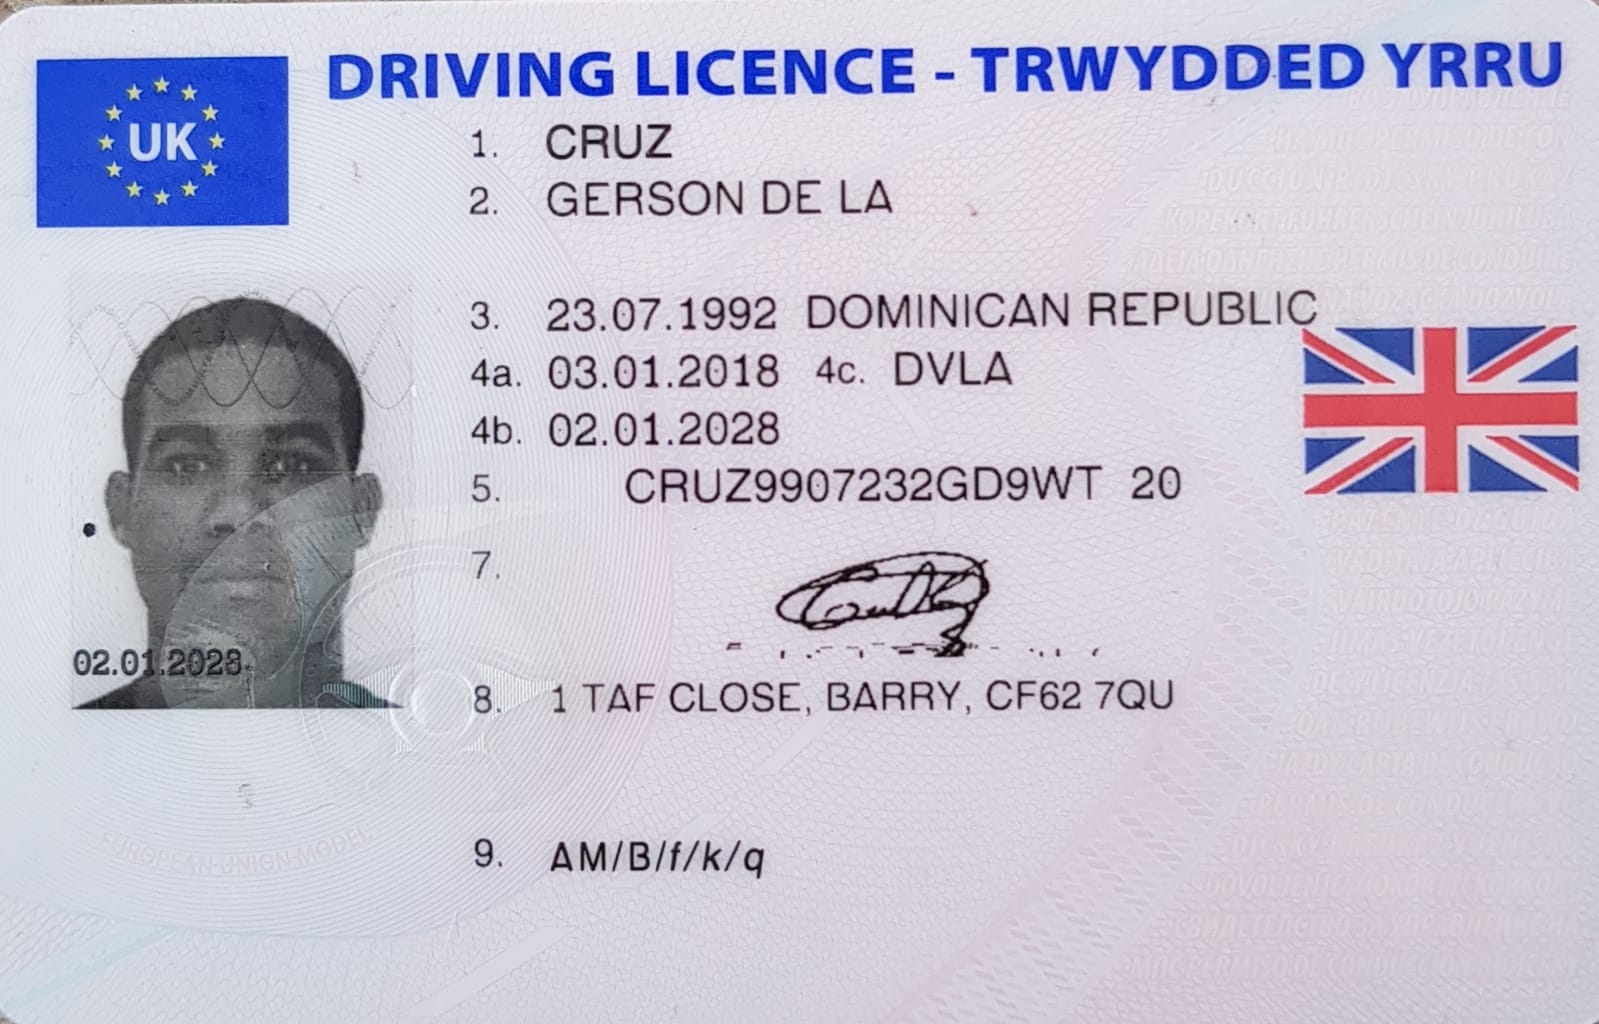 UK
DRIVING LICENCE - TRWYDDED YRRU
1. CRUZ
2. GERSON DE LA
3. 23.07.1992 DOMINICAN REPUBLIC
4a. 03.01.2018 4c. DVLA
4b. 02.01.2028
5. CRUZ9907232GD9WT 20
7.
02.01.2028
8. 1 TAF CLOSE, BARRY, CF62 7QU
9. AM/B/f/k/q
EUROPEAN UNION MODEL